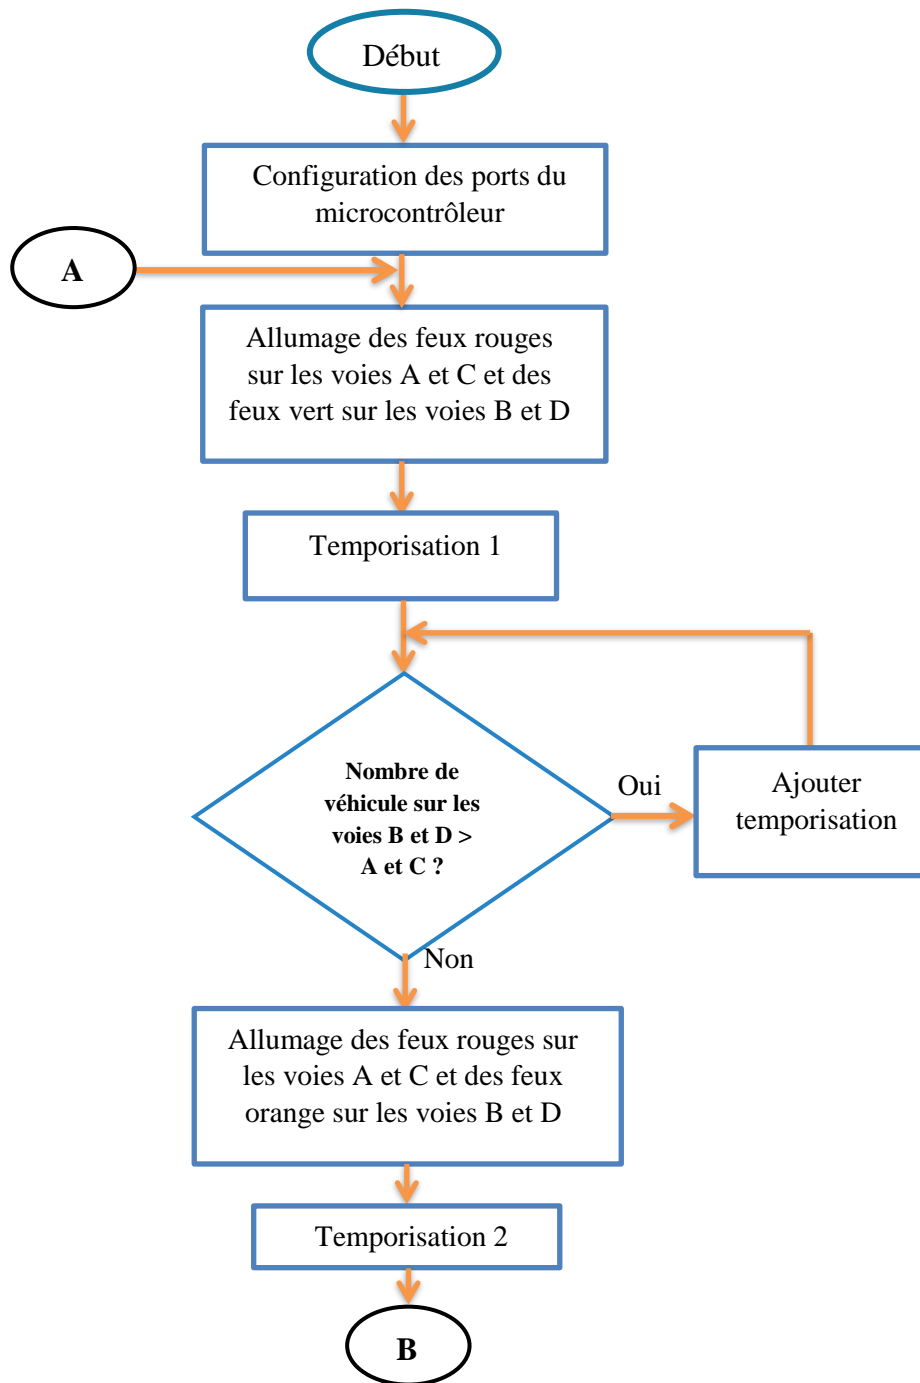 Début
Configuration des ports du
microcontrôleur
A
Allumage des feux rouges
sur les voies A et C et des
feux vert sur les voies B et D
Temporisation 1
Nombre de
véhicule sur les
voies B et D >
A et C ?
Oui
Ajouter
temporisation
Non
Allumage des feux rouges sur
les voies A et C et des feux
orange sur les voies B et D
Temporisation 2
B